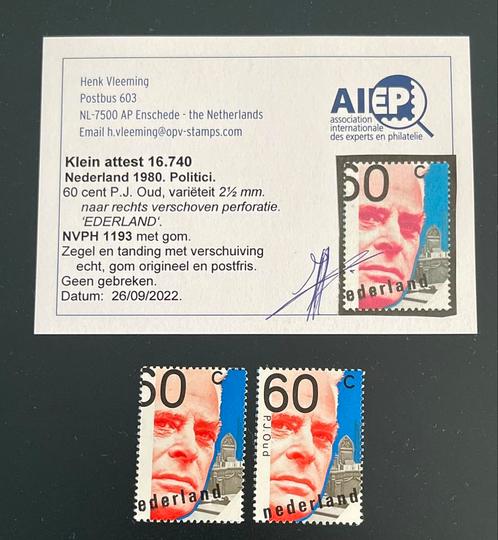 Henk Vleeming
Postbus 603
NL-7500 AP Enschede - the Netherlands
Email h.vleeming@opv-stamps.com
AIEP
association
internationale
des experts en philatelie
Klein attest 16.740
Nederland 1980. Politici.
60 cent P.J. Oud, variëteit 2½ mm.
naar rechts verschoven perforatie.
'EDERLAND'.
NVPH 1193 met gom.
Zegel en tanding met verschuiving
echt, gom origineel en postfris.
Geen gebreken.
Datum: 26/09/2022.
60 c
ederland
60 c
ederland
60 c
P.J.Oud
nederland